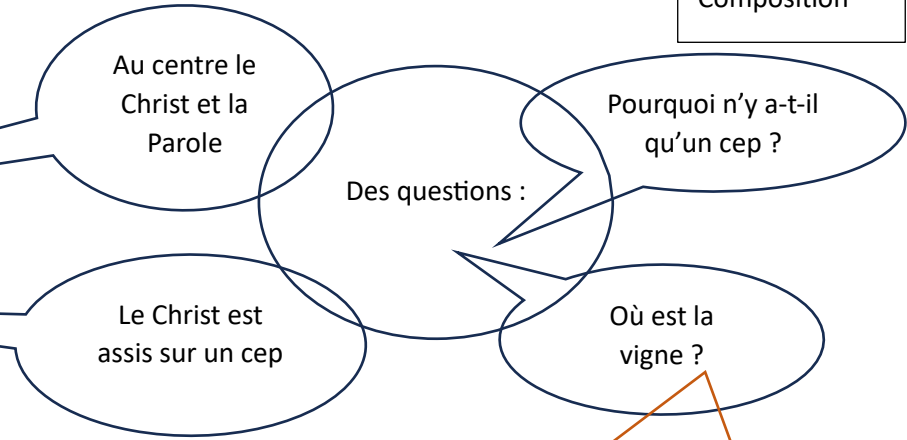 Composition
Au centre le
Christ et la
Parole
Pourquoi n’y a-t-il
qu’un cep ?
Des questions :
Le Christ est
assis sur un cep
Où est la
vigne ?